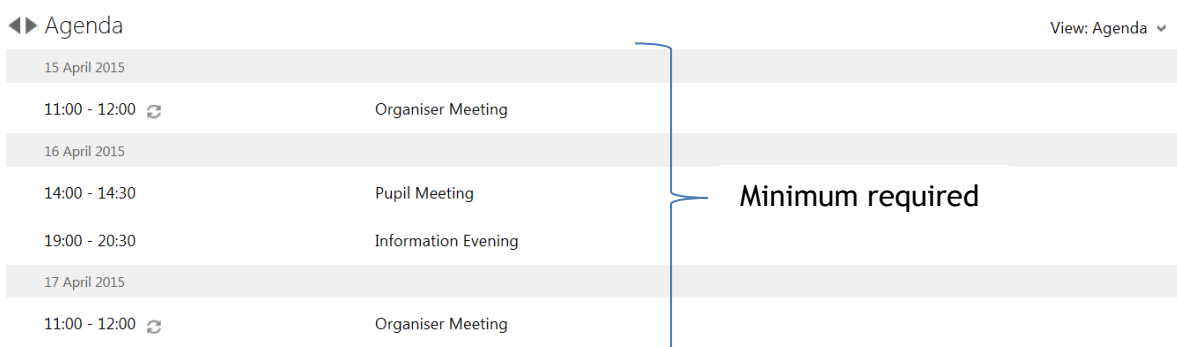 Agenda
View: Agenda
15 April 2015
11:00 - 12:00 Organiser Meeting
16 April 2015
14:00 - 14:30 Pupil Meeting
Minimum required
19:00 - 20:30 Information Evening
17 April 2015
11:00 - 12:00 Organiser Meeting